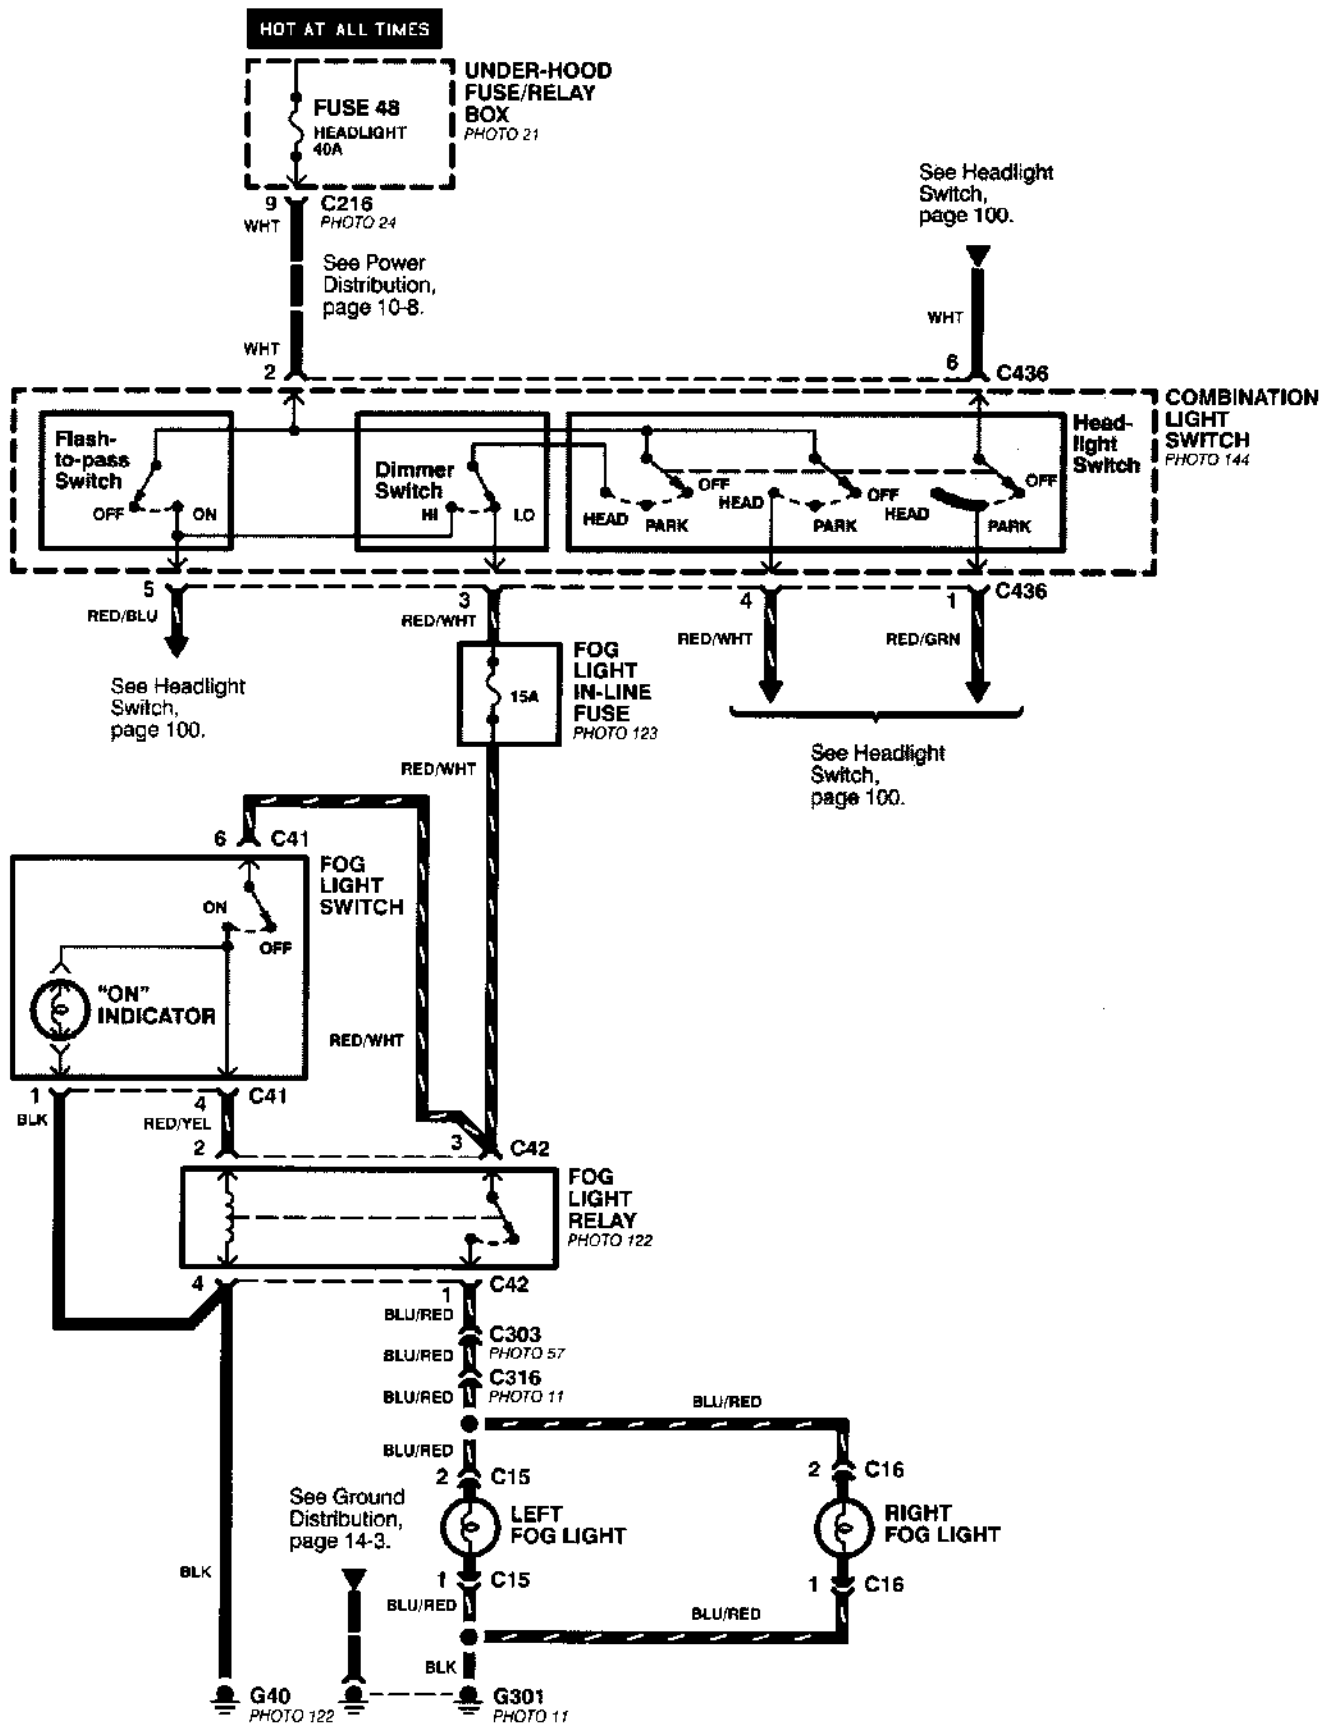 HOT AT ALL TIMES
UNDER-HOOD
FUSE/RELAY
BOX
PHOTO 21
FUSE 48
HEADLIGHT
40A
9
C216
PHOTO 24
WHT
See Power
Distribution,
page 10-8.
WHT
2
See Headlight
Switch,
page 100.
WHT
6
C436
COMBINATION
LIGHT
SWITCH
PHOTO 144
Flash-
to-pass
Switch
OFF
ON
Dimmer
Switch
HI
LO
Head-
light
Switch
OFF
HEAD
PARK
OFF
HEAD
PARK
OFF
HEAD
PARK
5
3
4
1
C436
RED/BLU
RED/WHT
RED/WHT
RED/GRN
See Headlight
Switch,
page 100.
15A
FOG
LIGHT
IN-LINE
FUSE
PHOTO 123
See Headlight
Switch,
page 100.
RED/WHT
6
C41
FOG
LIGHT
SWITCH
ON
OFF
"ON"
INDICATOR
RED/WHT
1
4
C41
BLK
RED/YEL
2
3
C42
FOG
LIGHT
RELAY
PHOTO 122
4
1
C42
BLU/RED
C303
PHOTO 57
BLU/RED
C316
PHOTO 11
BLU/RED
BLU/RED
BLU/RED
2
C15
2
C16
LEFT
FOG LIGHT
RIGHT
FOG LIGHT
See Ground
Distribution,
page 14-3.
1
C15
1
C16
BLK
BLU/RED
BLU/RED
BLK
G40
PHOTO 122
G301
PHOTO 11